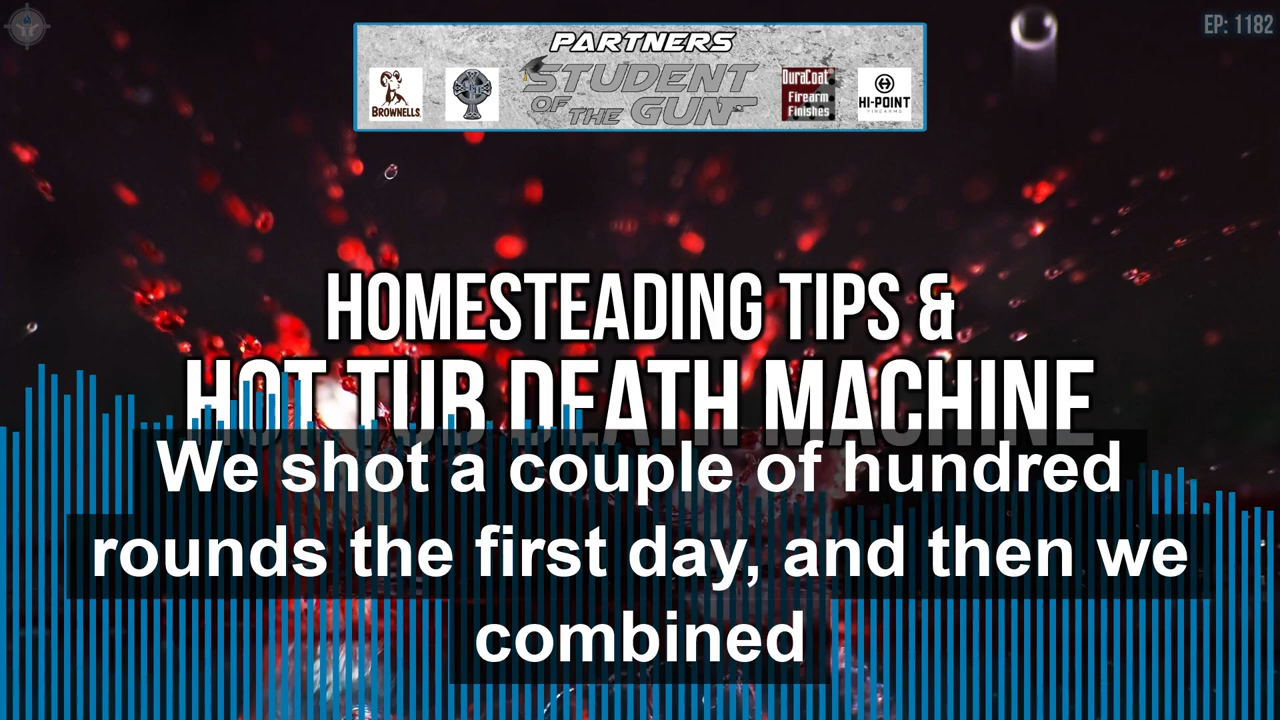 EP: 1182
PARTNERS
STUDENT
OF THE GUN
BROWNELLS
DuraCoat
Firearm
Finishes
HI-POINT
FIREARMS
HOMESTEADING TIPS &
HOT TUB DEATH MACHINE
We shot a couple of hundred
rounds the first day, and then we
combined